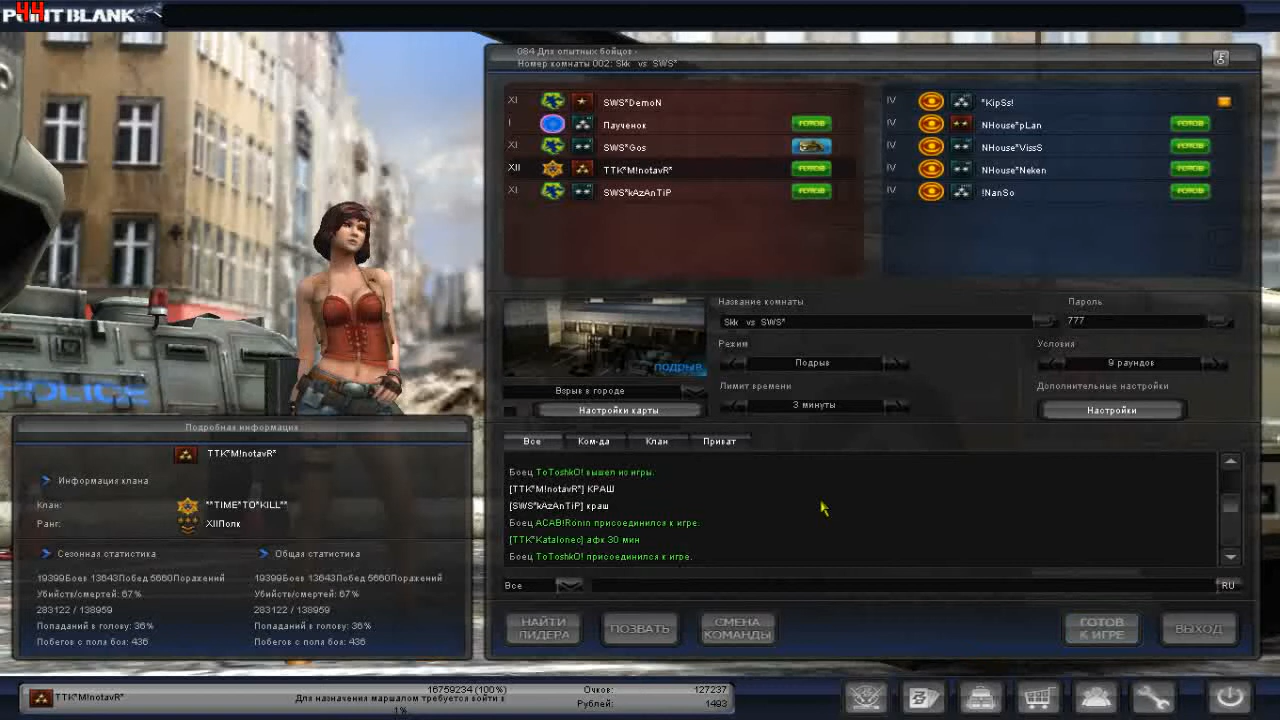 44
POINT BLANK
084 Для опытных бойцов -
Номер комнаты 002: Skk vs SWS*
XI SWS*DemoN
I Паученок ГОТОВ
XI SWS*Gos
XII TTK*M!notavR* ГОТОВ
XI SWS*kAzAnTiP ГОТОВ
IV *KipSs!
IV NHouse*pLan ГОТОВ
IV NHouse*VissS ГОТОВ
IV NHouse*Neken ГОТОВ
IV !NanSo ГОТОВ
ПОДРЫВ
Взрыв в городе
Настройки карты
Название комнаты
Skk vs SWS*
Пароль
777
Режим
Подрыв
Условия
9 раундов
Лимит времени
3 минуты
Дополнительные настройки
Настройки
Все Ком-да Клан Приват
Боец ToToshkO! вышел из игры.
[TTK*M!notavR*] КРАШ
[SWS*kAzAnTiP] краш
Боец ACAB!Ronin присоединился к игре.
[TTK*Katalonec] афк 30 мин
Боец ToToshkO! присоединился к игре.
Все
RU
НАЙТИ ЛИДЕРА
ПОЗВАТЬ
СМЕНА КОМАНДЫ
ГОТОВ К ИГРЕ
ВЫХОД
POLICE
Подробная информация
TTK*M!notavR*
Информация клана
Клан: **TIME*TO*KILL**
Ранг: XIIПолк
Сезонная статистика
19399Боев 13643Побед 5660Поражений
Убийств/смертей: 67%
283122 / 138959
Попаданий в голову: 36%
Побегов с поля боя: 436
Общая статистика
19399Боев 13643Побед 5660Поражений
Убийств/смертей: 67%
283122 / 138959
Попаданий в голову: 36%
Побегов с поля боя: 436
TTK*M!notavR*
16759234 (100%)
Для назначения маршалом требуется войти в
1%
Очков: 127237
Рублей: 1493